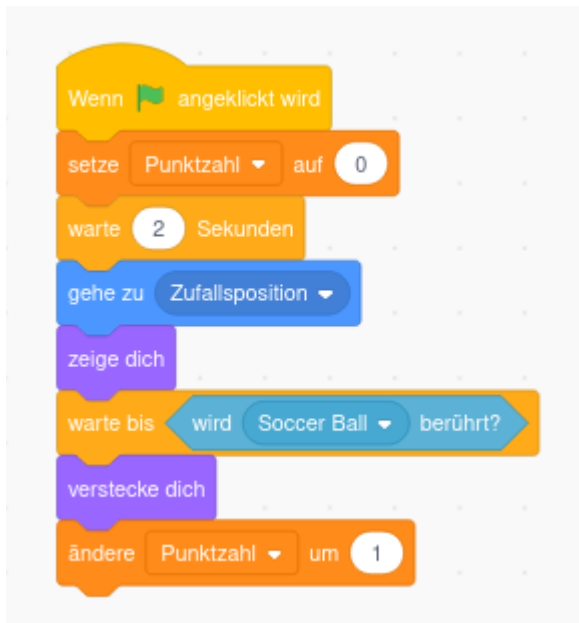 Wenn angeklickt wird
setze Punktzahl auf 0
warte 2 Sekunden
gehe zu Zufallsposition
zeige dich
warte bis wird Soccer Ball berührt?
verstecke dich
ändere Punktzahl um 1